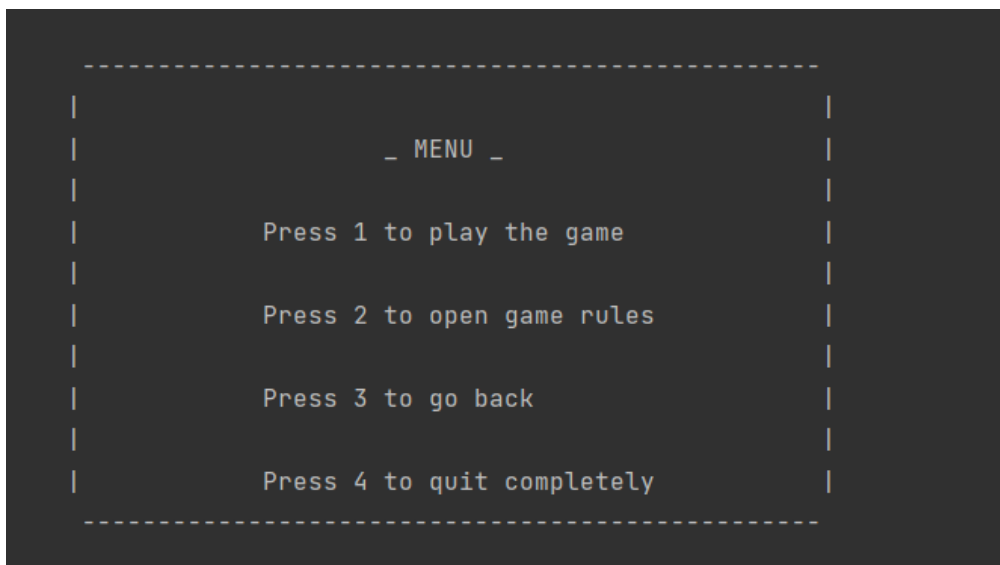 _ MENU _
Press 1 to play the game
Press 2 to open game rules
Press 3 to go back
Press 4 to quit completely